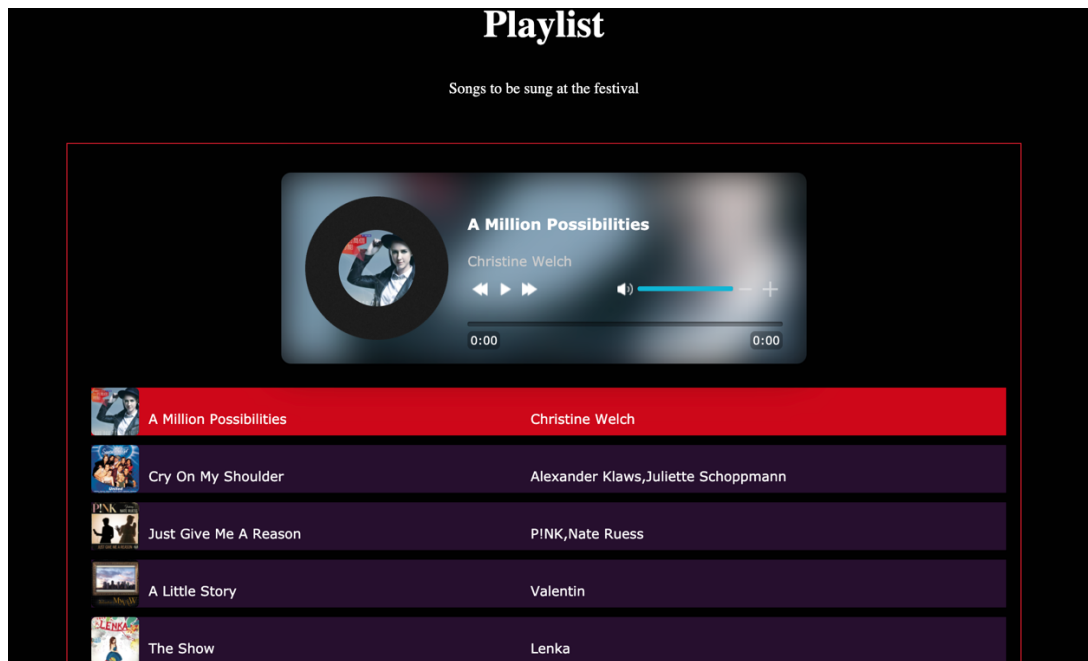 Playlist
Songs to be sung at the festival
A Million Possibilities
Christine Welch
0:00 0:00
A Million Possibilities Christine Welch
Cry On My Shoulder Alexander Klaws,Juliette Schoppmann
P!NK
Just Give Me A Reason P!NK,Nate Ruess
A Little Story Valentin
LENKA
The Show Lenka